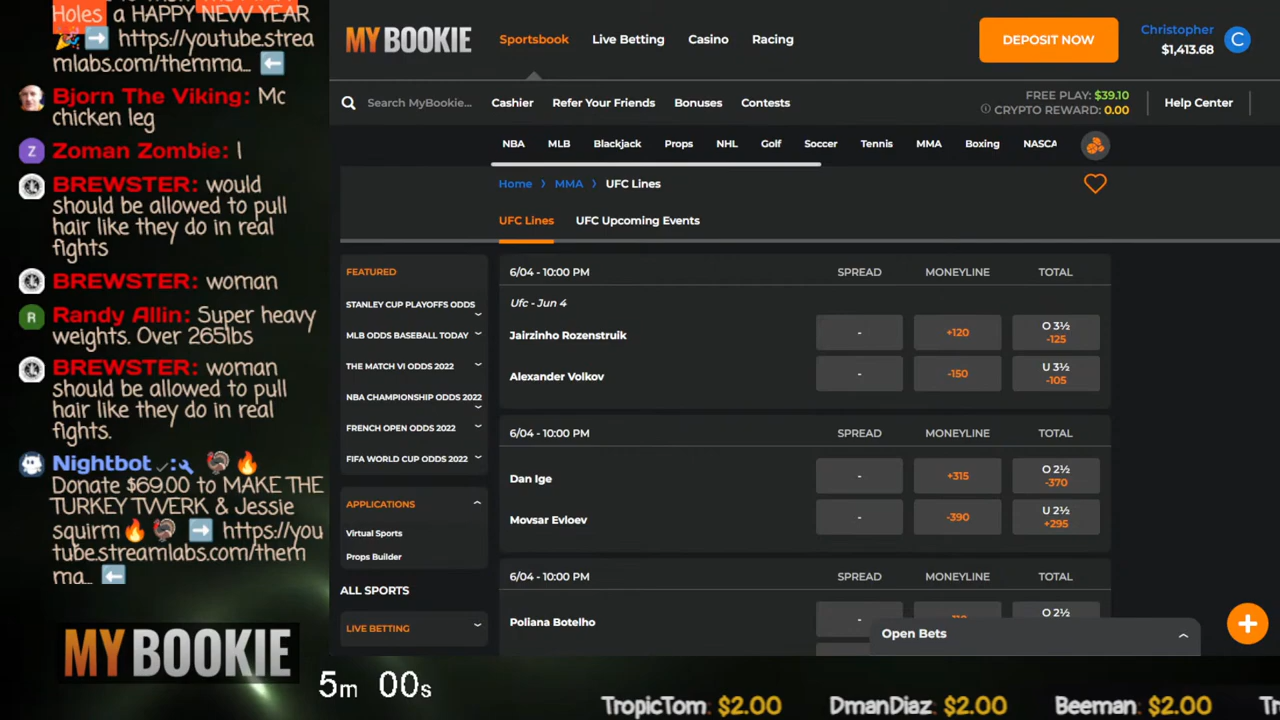 Holes a HAPPY NEW YEAR
🎉 ➡️ https://youtube.strea
mlabs.com/themma... ⬅️
Bjorn The Viking: Mc
chicken leg
Z Zoman Zombie: I
BREWSTER: would
should be allowed to pull
hair like they do in real
fights
BREWSTER: woman
R Randy Allin: Super heavy
weights. Over 265lbs
BREWSTER: woman
should be allowed to pull
hair like they do in real
fights.
Nightbot ✓:🔧 🦃 🔥
Donate $69.00 to MAKE THE
TURKEY TWERK & Jessie
squirm🔥 🦃 ➡️ https://you
tube.streamlabs.com/them
ma... ⬅️
MYBOOKIE
5m 00s
MYBOOKIE
Sportsbook Live Betting Casino Racing
DEPOSIT NOW
Christopher
$1,413.68
C
Search MyBookie... Cashier Refer Your Friends Bonuses Contests
FREE PLAY: $39.10
CRYPTO REWARD: 0.00
Help Center
NBA MLB Blackjack Props NHL Golf Soccer Tennis MMA Boxing NASCA
Home > MMA > UFC Lines
UFC Lines UFC Upcoming Events
FEATURED
STANLEY CUP PLAYOFFS ODDS
MLB ODDS BASEBALL TODAY
THE MATCH VI ODDS 2022
NBA CHAMPIONSHIP ODDS 2022
FRENCH OPEN ODDS 2022
FIFA WORLD CUP ODDS 2022
APPLICATIONS
Virtual Sports
Props Builder
ALL SPORTS
LIVE BETTING
6/04 - 10:00 PM SPREAD MONEYLINE TOTAL
Ufc - Jun 4
Jairzinho Rozenstruik - +120 O 3½ -125
Alexander Volkov - -150 U 3½ -105
6/04 - 10:00 PM SPREAD MONEYLINE TOTAL
Dan Ige - +315 O 2½ -370
Movsar Evloev - -390 U 2½ +295
6/04 - 10:00 PM SPREAD MONEYLINE TOTAL
Poliana Botelho - O 2½
Open Bets
TropicTom: $2.00 DmanDiaz: $2.00 Beeman: $2.00 Tr